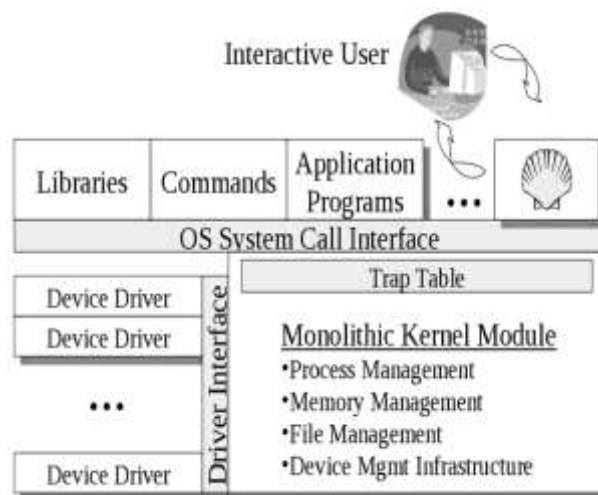 Interactive User
Libraries
Commands
Application
Programs
•••
OS System Call Interface
Trap Table
Device Driver
Device Driver
•••
Device Driver
Driver Interface
Monolithic Kernel Module
•Process Management
•Memory Management
•File Management
•Device Mgmt Infrastructure